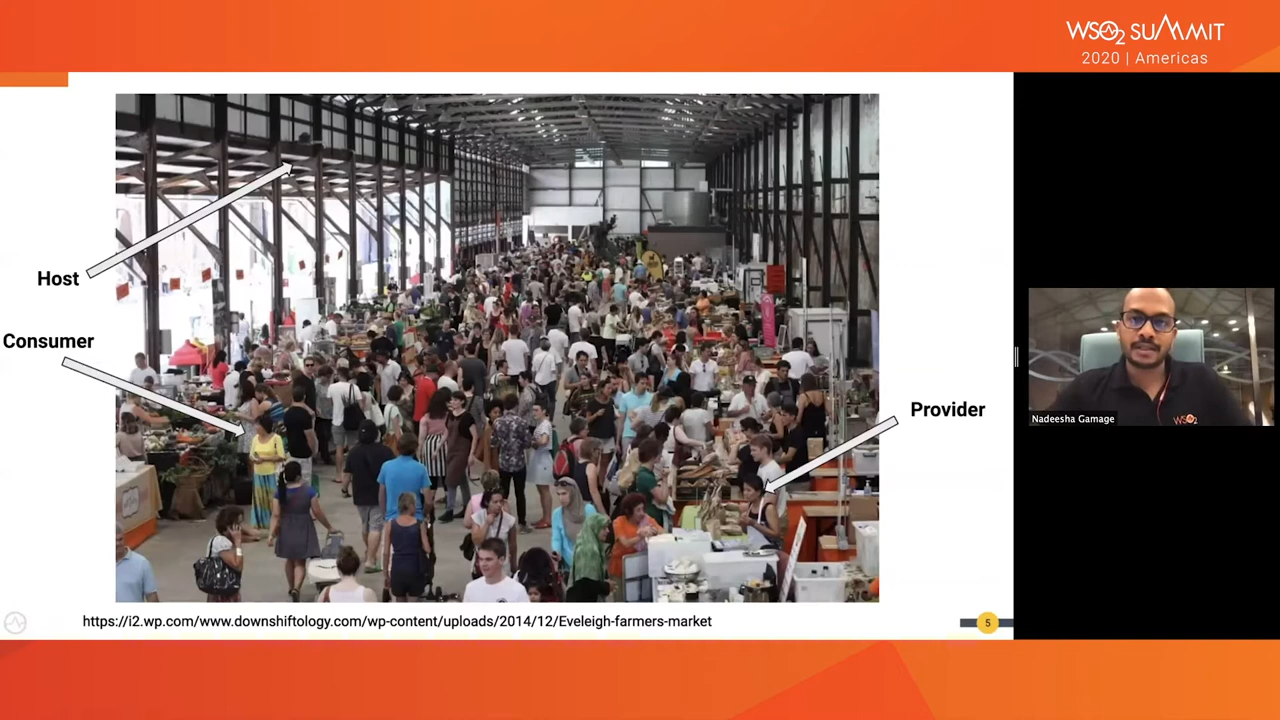 WSO2 SUMMIT
2020 | Americas
Host
Consumer
Provider
Nadeesha Gamage
WSO2
https://i2.wp.com/www.downshiftology.com/wp-content/uploads/2014/12/Eveleigh-farmers-market
5